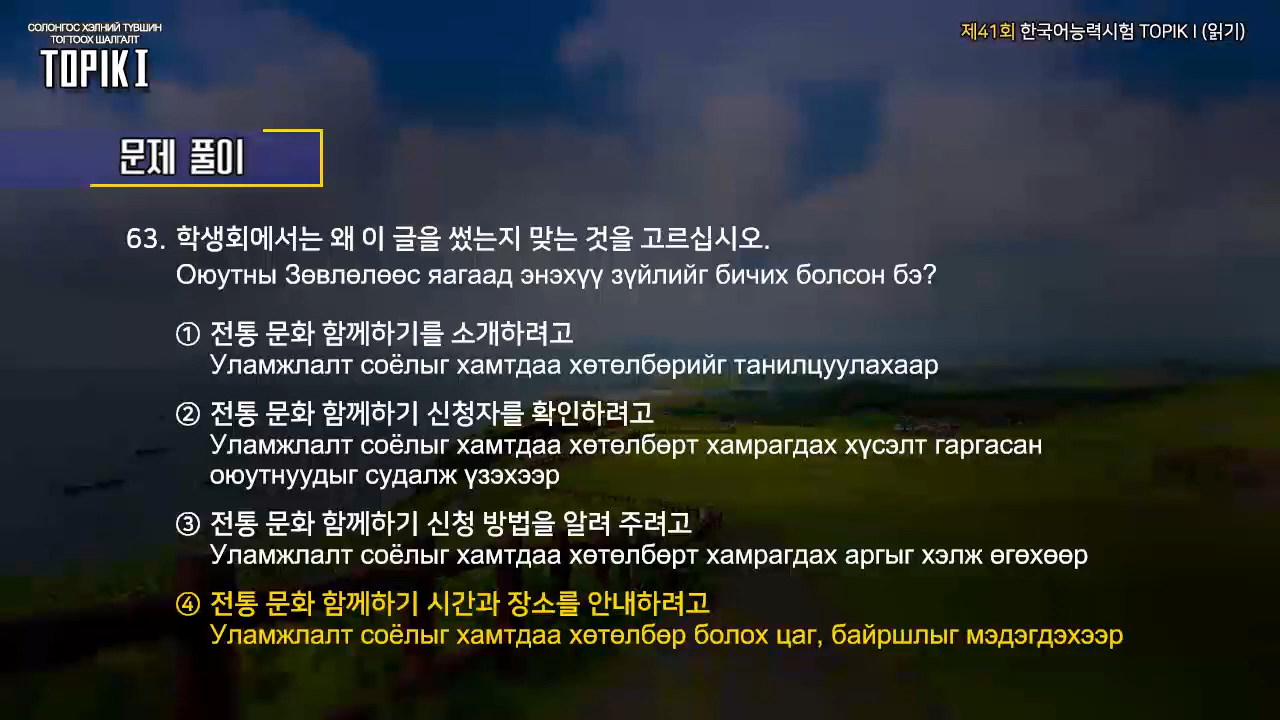 СОЛОНГОС ХЭЛНИЙ ТҮВШИН
ТОГТООХ ШАЛГАЛТ
TOPIK I
제41회 한국어능력시험 TOPIK I (읽기)
문제 풀이
63. 학생회에서는 왜 이 글을 썼는지 맞는 것을 고르십시오.
Оюутны Зөвлөлөөс яагаад энэхүү зүйлийг бичих болсон бэ?
① 전통 문화 함께하기를 소개하려고
Уламжлалт соёлыг хамтдаа хөтөлбөрийг танилцуулахаар
② 전통 문화 함께하기 신청자를 확인하려고
Уламжлалт соёлыг хамтдаа хөтөлбөрт хамрагдах хүсэлт гаргасан
оюутнуудыг судалж үзэхээр
③ 전통 문화 함께하기 신청 방법을 알려 주려고
Уламжлалт соёлыг хамтдаа хөтөлбөрт хамрагдах аргыг хэлж өгөхөөр
④ 전통 문화 함께하기 시간과 장소를 안내하려고
Уламжлалт соёлыг хамтдаа хөтөлбөр болох цаг, байршлыг мэдэгдэхээр